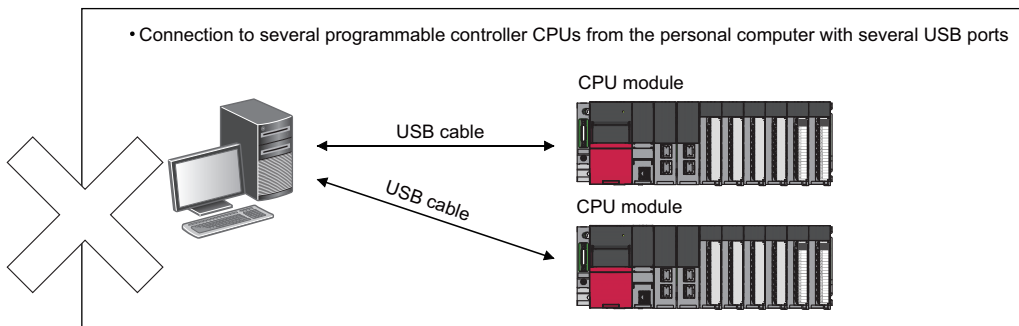 • Connection to several programmable controller CPUs from the personal computer with several USB ports
CPU module
USB cable
USB cable
CPU module